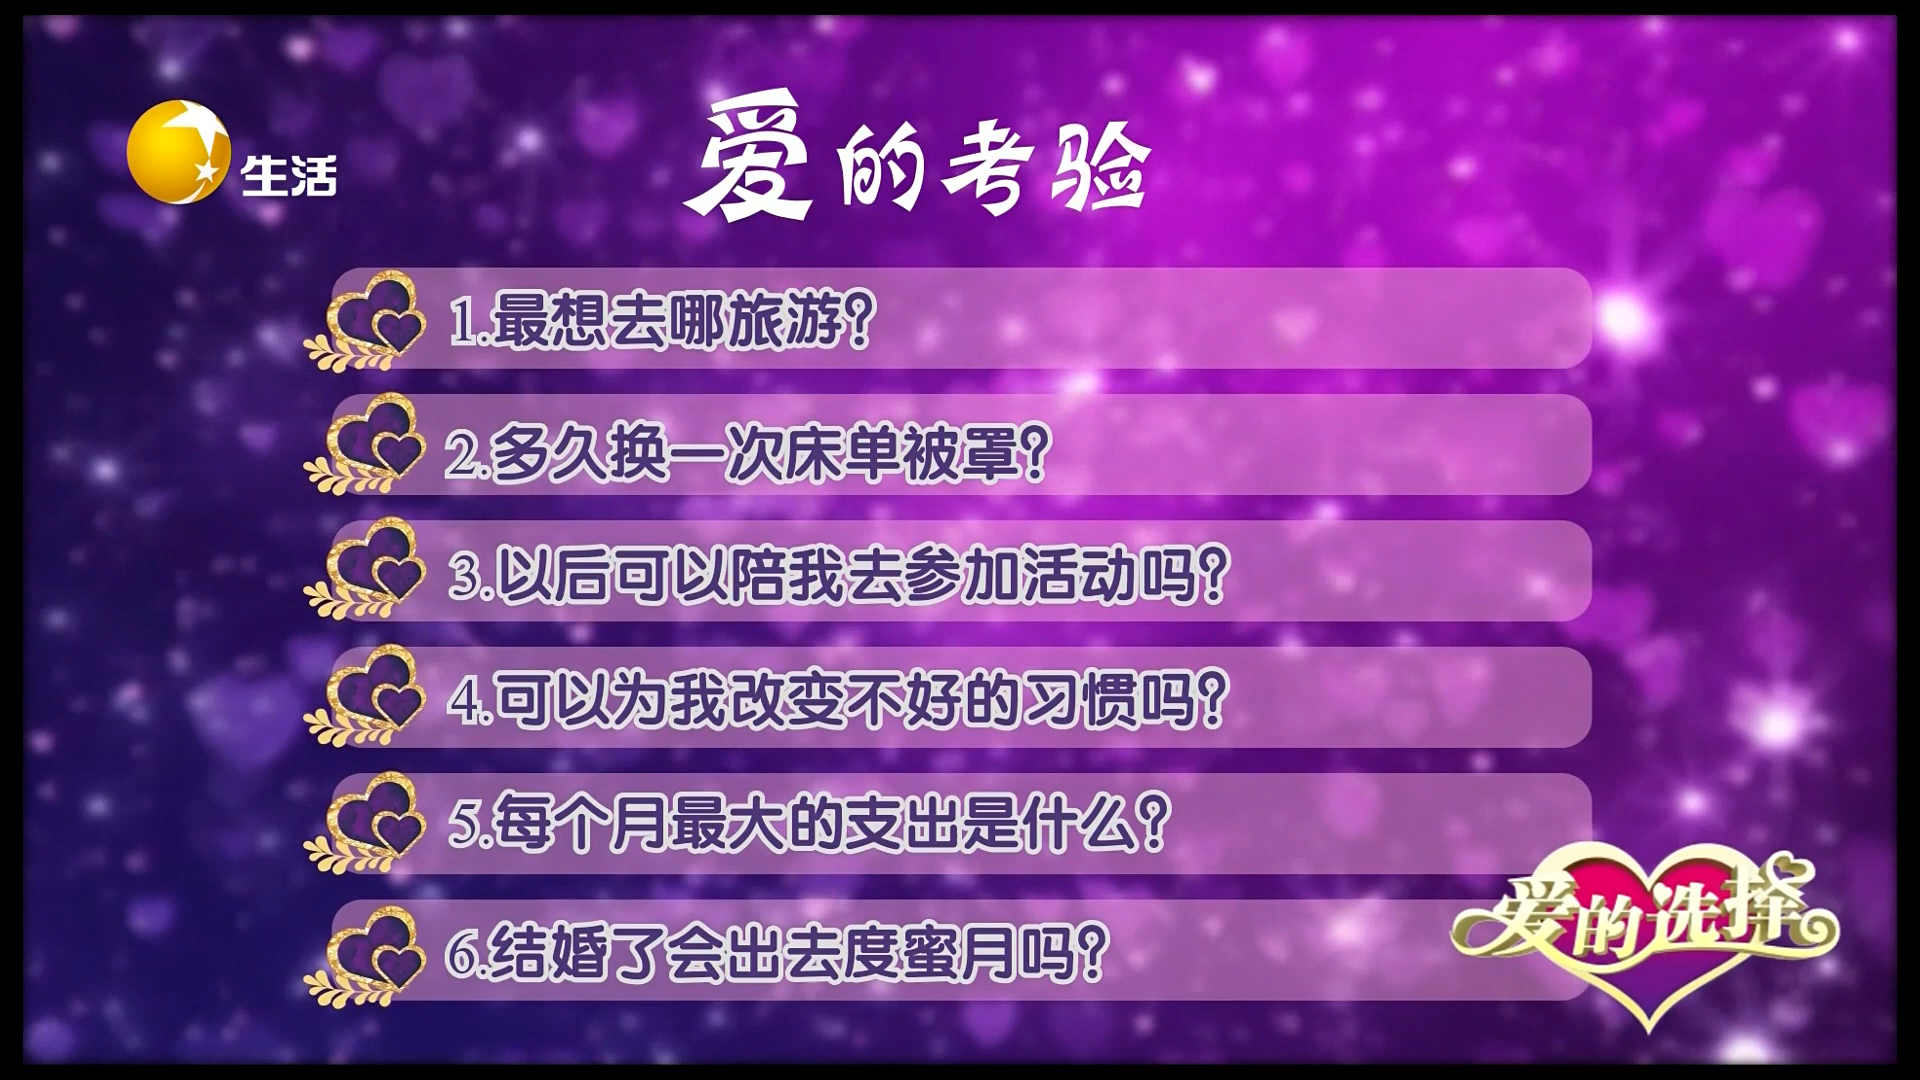 生活
爱的考验
1.最想去哪旅游？
2.多久换一次床单被罩？
3.以后可以陪我去参加活动吗？
4.可以为我改变不好的习惯吗？
5.每个月最大的支出是什么？
6.结婚了会出去度蜜月吗？
爱的选择